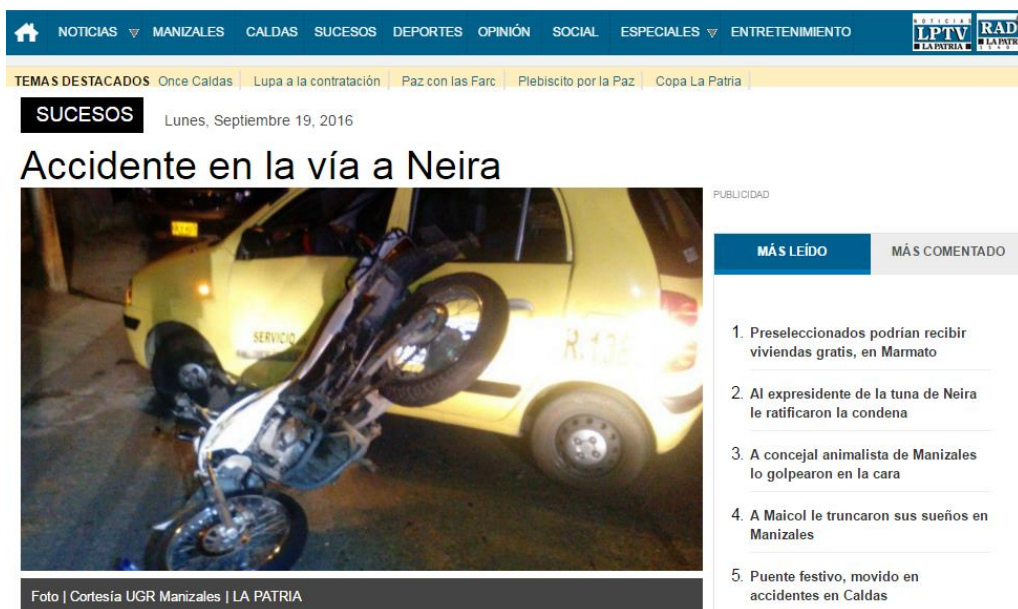 NOTICIAS MANIZALES CALDAS SUCESOS DEPORTES OPINIÓN SOCIAL ESPECIALES ENTRETENIMIENTO
NOTICIAS
LPTV
LA PATRIA
TEMAS DESTACADOS Once Caldas Lupa a la contratación Paz con las Farc Plebiscito por la Paz Copa La Patria
SUCESOS
Lunes, Septiembre 19, 2016
Accidente en la vía a Neira
SERVICIO
PUBLICIDAD
MÁS LEÍDO MÁS COMENTADO
1. Preseleccionados podrían recibir
viviendas gratis, en Marmato
2. Al expresidente de la tuna de Neira
le ratificaron la condena
3. A concejal animalista de Manizales
lo golpearon en la cara
4. A Maicol le truncaron sus sueños en
Manizales
5. Puente festivo, movido en
accidentes en Caldas
Foto | Cortesía UGR Manizales | LA PATRIA